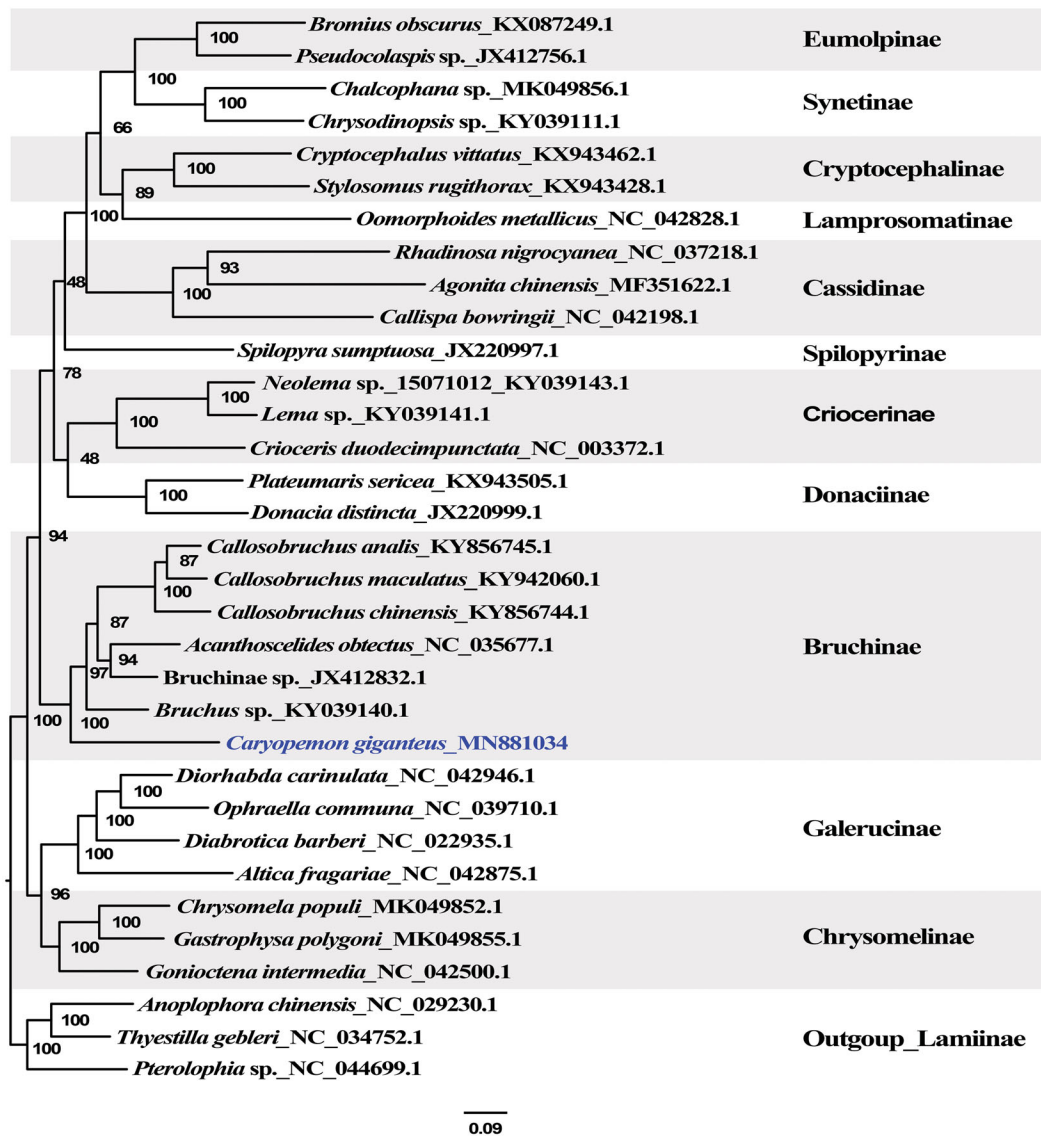 Bromius obscurus_KX087249.1
100
Eumolpinae
Pseudocolaspis sp._JX412756.1
100
Chalcophana sp._MK049856.1
100
Synetinae
Chrysodinopsis sp._KY039111.1
66
Cryptocephalus vittatus_KX943462.1
100
Cryptocephalinae
Stylosomus rugithorax_KX943428.1
89
100
Oomorphoides metallicus_NC_042828.1
Lamprosomatinae
Rhadinosa nigrocyanea_NC_037218.1
93
48
Agonita chinensis_MF351622.1
Cassidinae
100
Callispa bowringii_NC_042198.1
Spilopyra sumptuosa_JX220997.1
Spilopyrinae
78
Neolema sp._15071012_KY039143.1
100
Lema sp._KY039141.1
Criocerinae
100
Crioceris duodecimpunctata_NC_003372.1
48
Plateumaris sericea_KX943505.1
100
Donaciinae
Donacia distincta_JX220999.1
94
Callosobruchus analis_KY856745.1
87
Callosobruchus maculatus_KY942060.1
100
Callosobruchus chinensis_KY856744.1
87
Acanthoscelides obtectus_NC_035677.1
Bruchinae
94
97
Bruchinae sp._JX412832.1
Bruchus sp._KY039140.1
100
100
Caryopemon giganteus_MN881034
Diorhabda carinulata_NC_042946.1
100
Ophraella communa_NC_039710.1
100
Galerucinae
Diabrotica barberi_NC_022935.1
100
Altica fragariae_NC_042875.1
96
Chrysomela populi_MK049852.1
100
Gastrophysa polygoni_MK049855.1
Chrysomelinae
100
Gonioctena intermedia_NC_042500.1
Anoplophora chinensis_NC_029230.1
100
Thyestilla gebleri_NC_034752.1
Outgoup_Lamiinae
100
Pterolophia sp._NC_044699.1
0.09